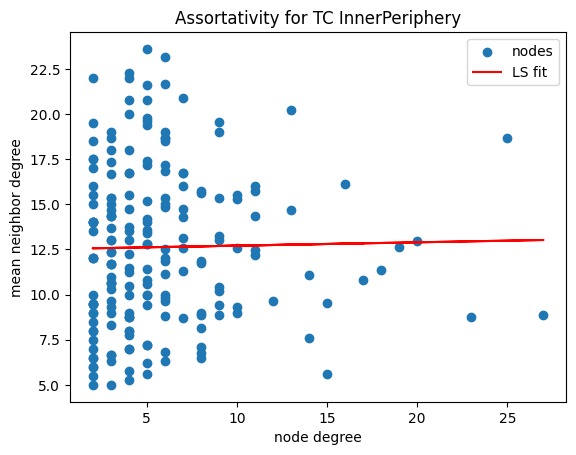 Assortativity for TC InnerPeriphery
nodes
LS fit
mean neighbor degree
22.5
20.0
17.5
15.0
12.5
10.0
7.5
5.0
5
10
15
20
25
node degree